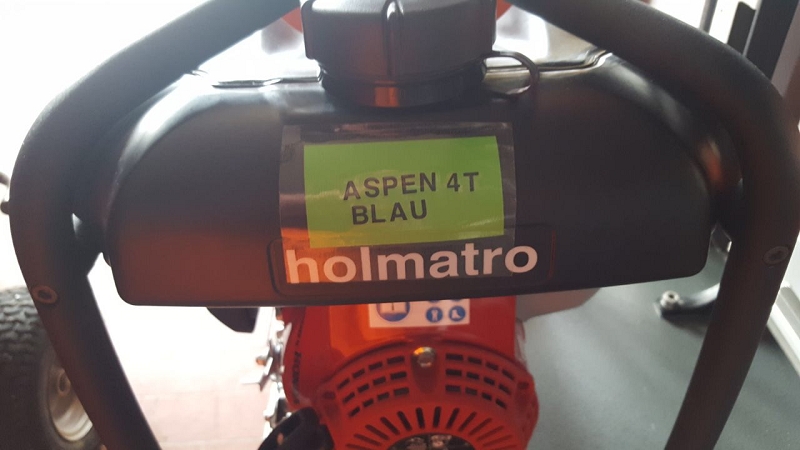 ASPEN 4T
BLAU
holmatro